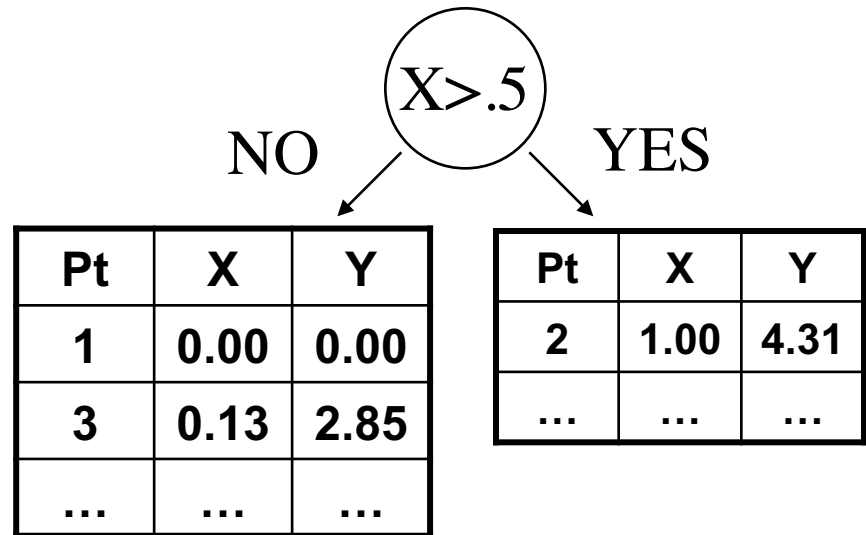 X>.5
NO
YES
Pt X Y
1 0.00 0.00
3 0.13 2.85
... ... ...
Pt X Y
2 1.00 4.31
... ... ...